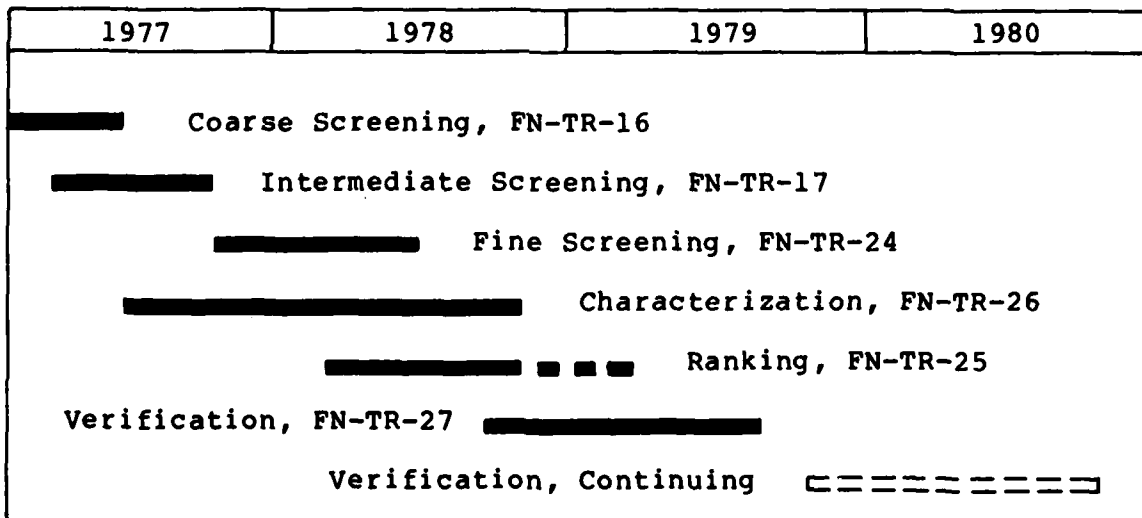 1977 1978 1979 1980
Coarse Screening, FN-TR-16
Intermediate Screening, FN-TR-17
Fine Screening, FN-TR-24
Characterization, FN-TR-26
Ranking, FN-TR-25
Verification, FN-TR-27
Verification, Continuing